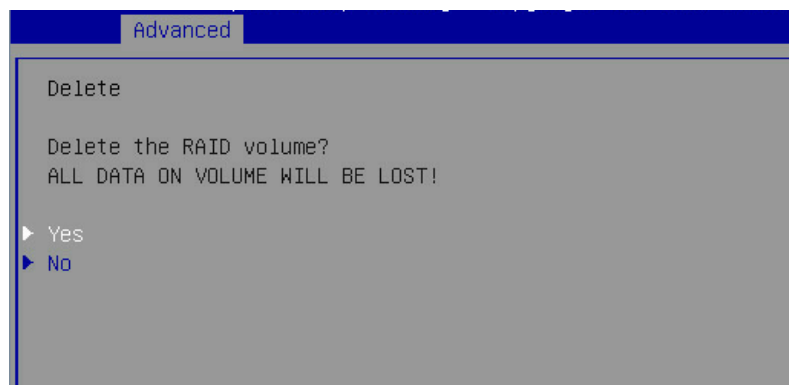 Advanced
Delete
Delete the RAID volume?
ALL DATA ON VOLUME WILL BE LOST!
Yes
No